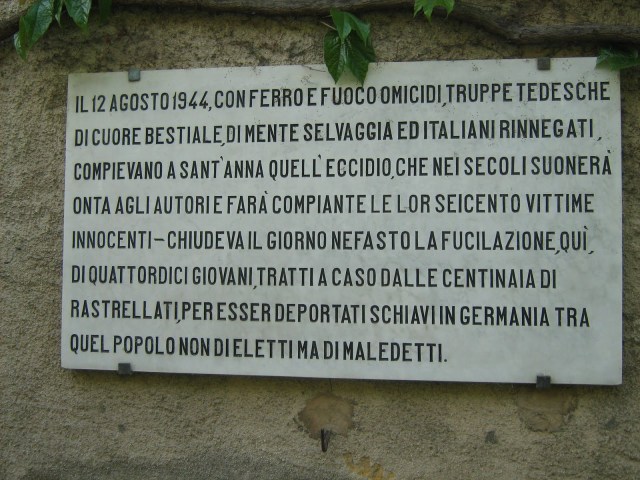 IL 12 AGOSTO 1944, CON FERRO E FUOCO OMICIDI, TRUPPE TEDESCHE
DI CUORE BESTIALE, DI MENTE SELVAGGIA ED ITALIANI RINNEGATI,
COMPIEVANO A SANT'ANNA QUELL'ECCIDIO, CHE NEI SECOLI SUONERÀ
ONTA AGLI AUTORI E FARÀ COMPIANTE LE LOR SEICENTO VITTIME
INNOCENTI – CHIUDEVA IL GIORNO NEFASTO LA FUCILAZIONE, QUÌ,
DI QUATTORDICI GIOVANI, TRATTI A CASO DALLE CENTINAIA DI
RASTRELLATI, PER ESSER DEPORTATI SCHIAVI IN GERMANIA TRA
QUEL POPOLO NON DI ELETTI MA DI MALEDETTI.